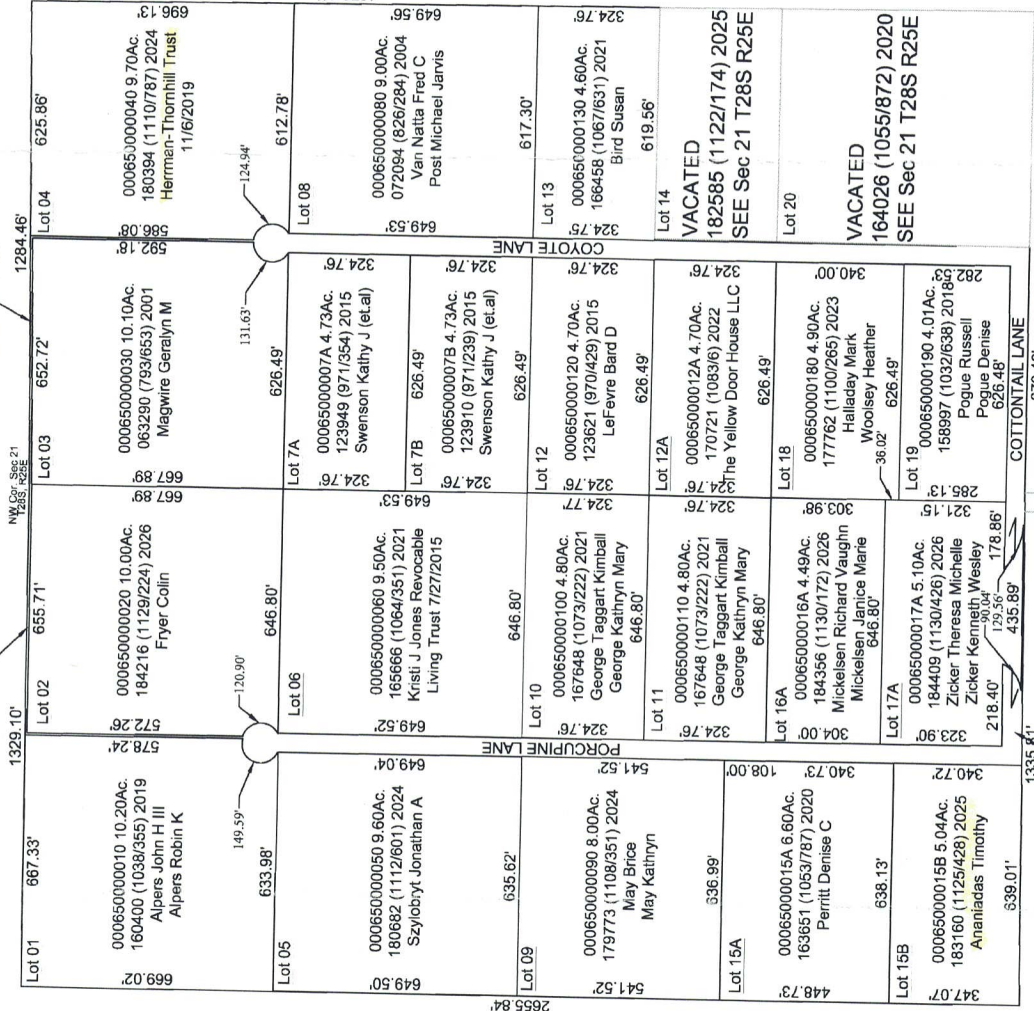 NW Cor. Sec 21
T28S, R25E
1329.10'
1284.46'
667.33'
655.71'
652.72'
625.86'
Lot 01
000650000010 10.20Ac.
160400 (1038/355) 2019
Alpers John H III
Alpers Robin K
669.02'
578.24'
149.59'
633.98'
Lot 02
000650000020 10.00Ac.
184216 (1129/224) 2026
Fryer Colin
572.26'
667.89'
120.90'
646.80'
Lot 03
000650000030 10.10Ac.
063290 (793/653) 2001
Magwire Geralyn M
667.89'
592.18'
131.63'
626.49'
Lot 04
000650000040 9.70Ac.
180394 (1110/787) 2024
Herrman-Thornhill Trust
11/6/2019
586.08'
696.13'
124.94'
612.78'
Lot 05
000650000050 9.60Ac.
180682 (1112/601) 2024
Szylobryt Jonathan A
649.50'
649.04'
635.62'
Lot 06
000650000060 9.50Ac.
165666 (1064/351) 2021
Kristi J Jones Revocable
Living Trust 7/27/2015
649.52'
649.53'
646.80'
Lot 7A
00065000007A 4.73Ac.
123949 (971/354) 2015
Swenson Kathy J (et.al)
324.76'
324.76'
626.49'
Lot 7B
00065000007B 4.73Ac.
123910 (971/239) 2015
Swenson Kathy J (et.al)
324.76'
324.76'
626.49'
Lot 08
000650000080 9.00Ac.
072094 (826/284) 2004
Van Natta Fred C
Post Michael Jarvis
649.53'
649.56'
617.30'
Lot 09
000650000090 8.00Ac.
179773 (1108/351) 2024
May Brice
May Kathryn
541.52'
541.52'
636.99'
Lot 10
000650000100 4.80Ac.
167648 (1073/222) 2021
George Taggart Kimball
George Kathryn Mary
324.76'
324.77'
646.80'
Lot 11
000650000110 4.80Ac.
167648 (1073/222) 2021
George Taggart Kimball
George Kathryn Mary
324.76'
324.76'
646.80'
Lot 12
000650000120 4.70Ac.
123621 (970/429) 2015
LeFevre Bard D
324.76'
324.76'
626.49'
Lot 12A
00065000012A 4.70Ac.
170721 (1083/6) 2022
The Yellow Door House LLC
324.76'
324.76'
626.49'
Lot 13
000650000130 4.60Ac.
166458 (1067/631) 2021
Bird Susan
324.75'
324.76'
619.56'
Lot 14
VACATED
182585 (1122/174) 2025
SEE Sec 21 T28S R25E
Lot 15A
00065000015A 6.60Ac.
163651 (1053/787) 2020
Perritt Denise C
448.73'
108.00'
340.73'
638.13'
Lot 15B
00065000015B 5.04Ac.
183160 (1125/428) 2025
Ananiadas Timothy
347.07'
340.72'
639.01'
Lot 16A
00065000016A 4.49Ac.
184356 (1130/172) 2026
Mickelsen Richard Vaughn
Mickelsen Janice Marie
304.00'
303.98'
646.80'
Lot 17A
00065000017A 5.10Ac.
184409 (1130/426) 2026
Zicker Theresa Michelle
Zicker Kenneth Wesley
323.90'
321.15'
218.40'
90.04'
129.56'
178.86'
435.89'
Lot 18
000650000180 4.90Ac.
177762 (1100/265) 2023
Halladay Mark
Woolsey Heather
340.00'
36.02'
626.49'
Lot 19
000650000190 4.01Ac.
158997 (1032/638) 2018
Pogue Russell
Pogue Denise
285.13'
282.53'
626.48'
Lot 20
VACATED
164026 (1055/872) 2020
SEE Sec 21 T28S R25E
PORCUPINE LANE
COYOTE LANE
COTTONTAIL LANE
2655.84'
1335.81'